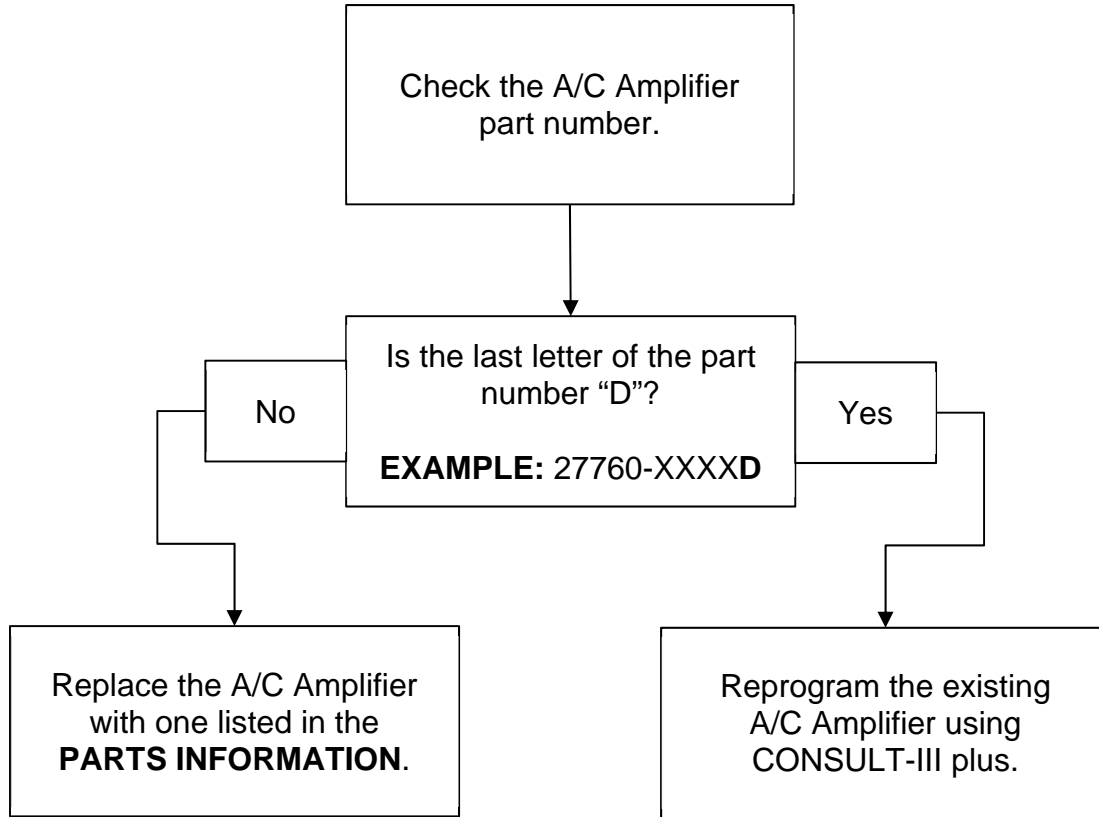 Check the A/C Amplifier
part number.
Is the last letter of the part
number “D”?
EXAMPLE: 27760-XXXXD
No
Yes
Replace the A/C Amplifier
with one listed in the
PARTS INFORMATION.
Reprogram the existing
A/C Amplifier using
CONSULT-III plus.